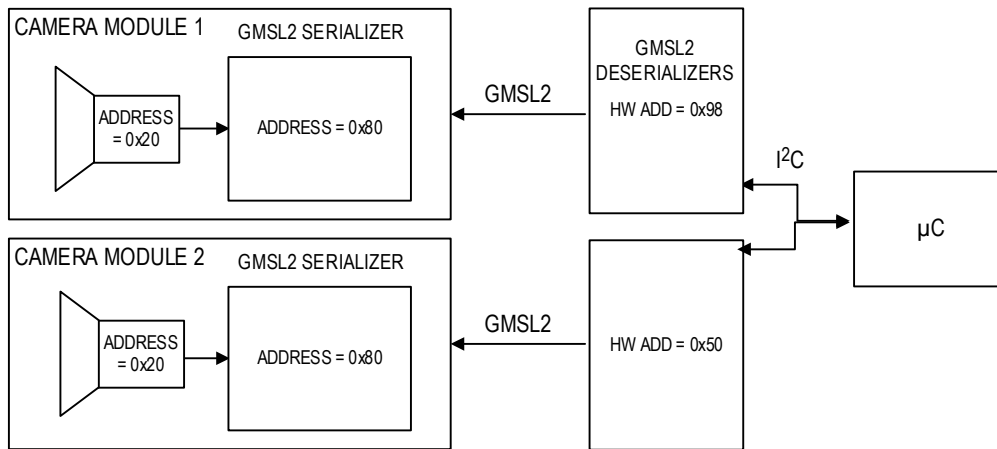 CAMERA MODULE 1
GMSL2 SERIALIZER
ADDRESS
= 0x20
ADDRESS = 0x80
GMSL2
GMSL2
DESERIALIZERS
HW ADD = 0x98
I²C
µC
CAMERA MODULE 2
GMSL2 SERIALIZER
ADDRESS
= 0x20
ADDRESS = 0x80
GMSL2
HW ADD = 0x50